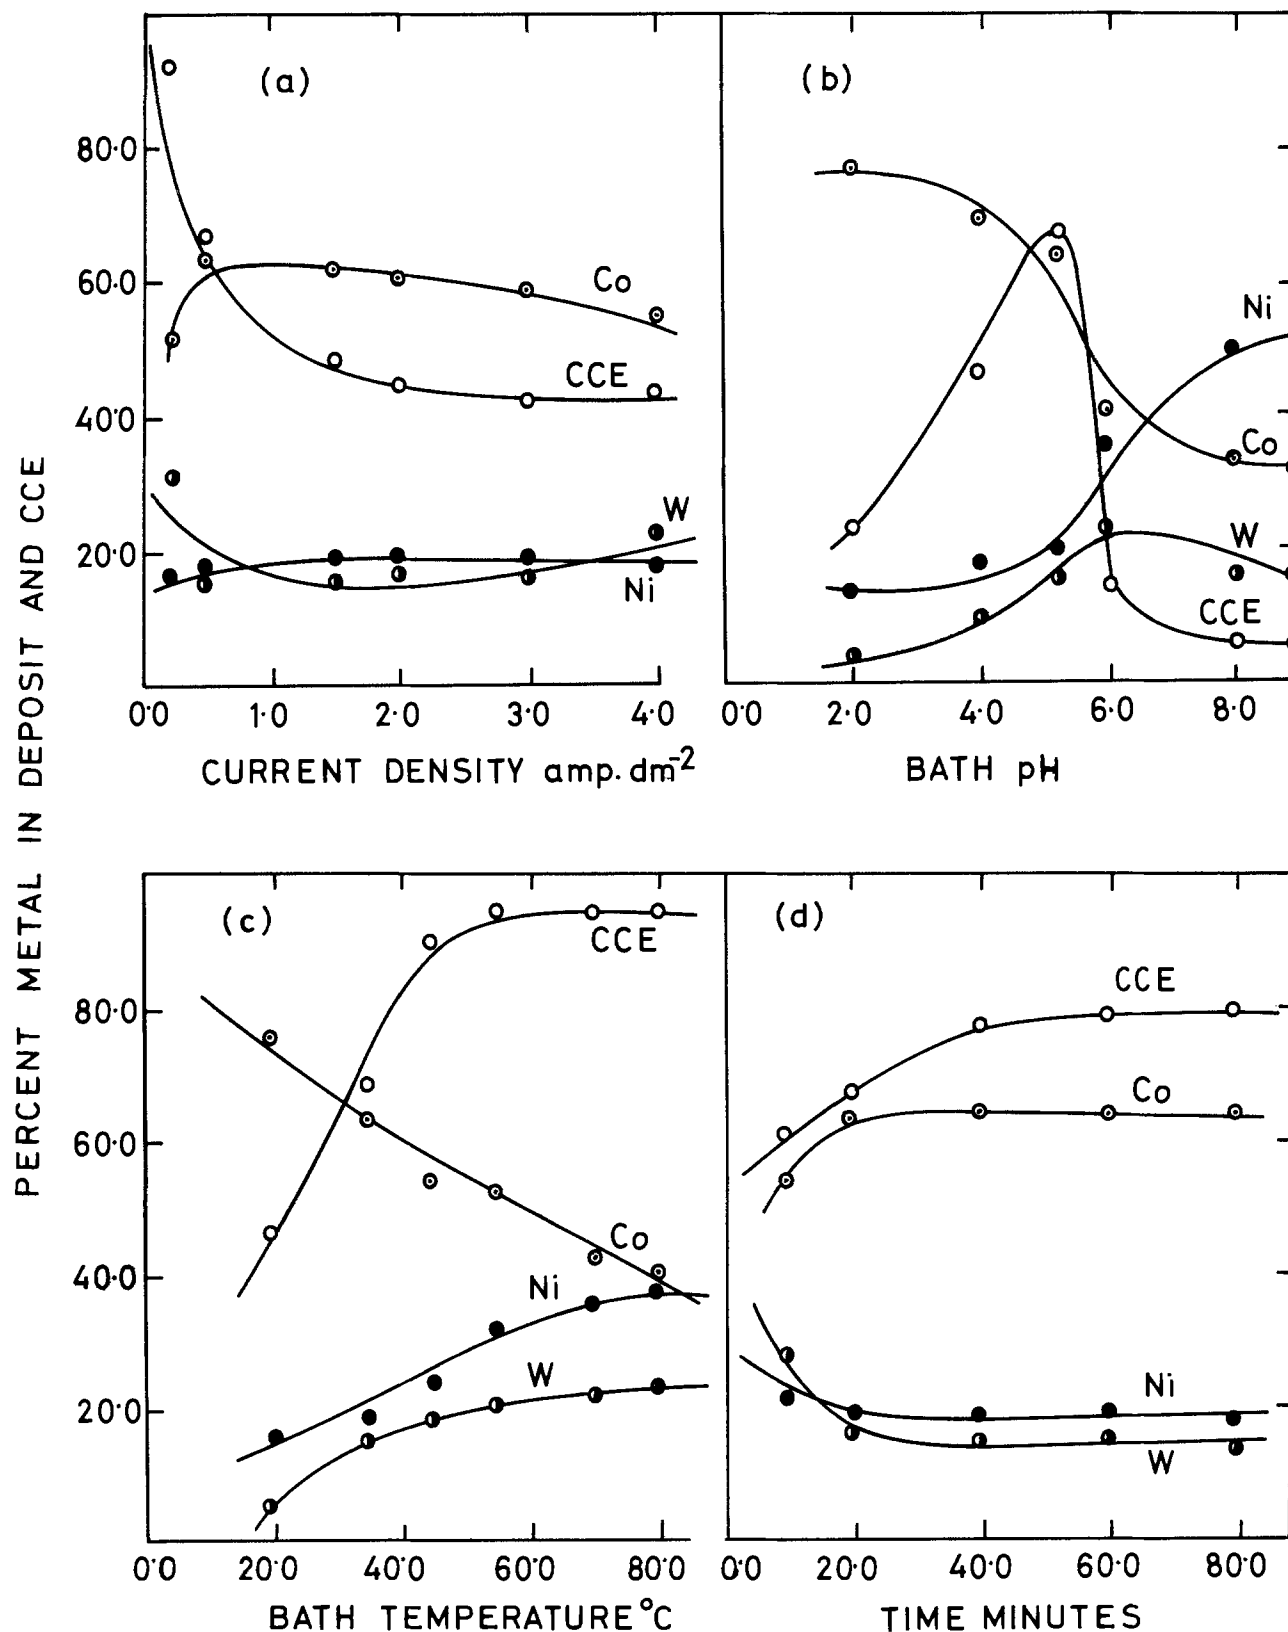 PERCENT METAL IN DEPOSIT AND CCE
(a)
80·0
60·0
40·0
20·0
Co
CCE
W
Ni
0·0 1·0 2·0 3·0 4·0
CURRENT DENSITY amp. dm⁻²
(b)
Ni
Co
W
CCE
0·0 2·0 4·0 6·0 8·0
BATH pH
(c)
80·0
60·0
40·0
20·0
CCE
Co
Ni
W
0·0 20·0 40·0 60·0 80·0
BATH TEMPERATURE °C
(d)
CCE
Co
Ni
W
0·0 20·0 40·0 60·0 80·0
TIME MINUTES